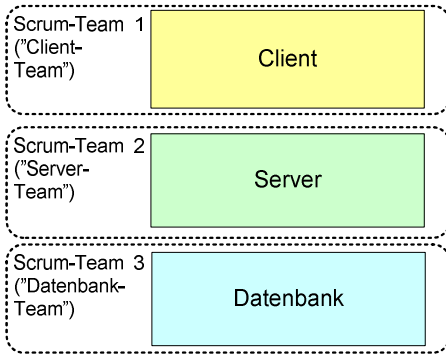 Scrum-Team 1
("Client-
Team")
Client
Scrum-Team 2
("Server-
Team")
Server
Scrum-Team 3
("Datenbank-
Team")
Datenbank